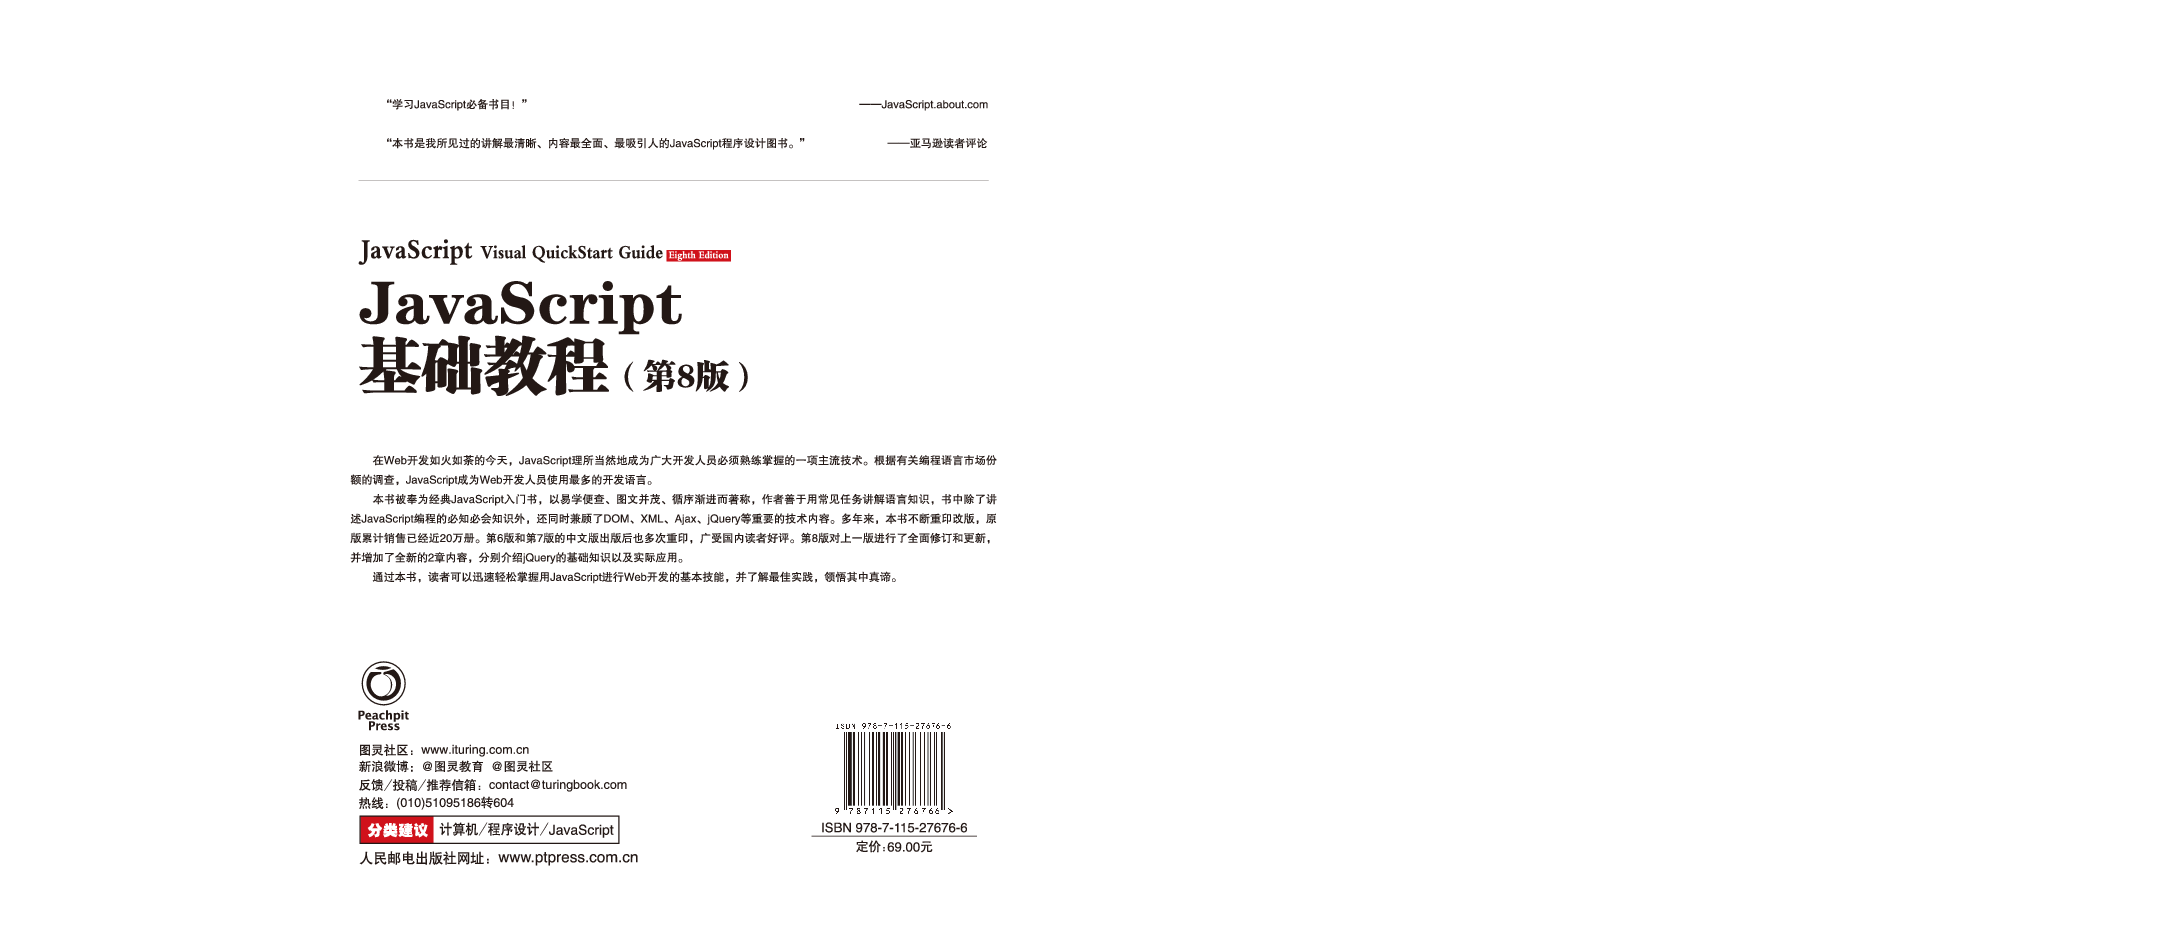 “学习JavaScript必备书目！” ——JavaScript.about.com
“本书是我所见过的讲解最清晰、内容最全面、最吸引人的JavaScript程序设计图书。” ——亚马逊读者评论
JavaScript Visual QuickStart Guide Eighth Edition
JavaScript
基础教程（第8版）
在Web开发如火如荼的今天，JavaScript理所当然地成为广大开发人员必须熟练掌握的一项主流技术。根据有关编程语言市场份
额的调查，JavaScript成为Web开发人员使用最多的开发语言。
本书被奉为经典JavaScript入门书，以易学便查、图文并茂、循序渐进而著称，作者善于用常见任务讲解语言知识，书中除了讲
述JavaScript编程的必知必会知识外，还同时兼顾了DOM、XML、Ajax、jQuery等重要的技术内容。多年来，本书不断重印改版，原
版累计销售已经近20万册。第6版和第7版的中文版出版后也多次重印，广受国内读者好评。第8版对上一版进行了全面修订和更新，
并增加了全新的2章内容，分别介绍jQuery的基础知识以及实际应用。
通过本书，读者可以迅速轻松掌握用JavaScript进行Web开发的基本技能，并了解最佳实践，领悟其中真谛。
Peachpit
Press
图灵社区：www.ituring.com.cn
新浪微博：@图灵教育 @图灵社区
反馈/投稿/推荐信箱：contact@turingbook.com
热线：(010)51095186转604
分类建议 计算机/程序设计/JavaScript
人民邮电出版社网址：www.ptpress.com.cn
ISBN 978-7-115-27676-6
9 787115 276766 >
ISBN 978-7-115-27676-6
定价:69.00元